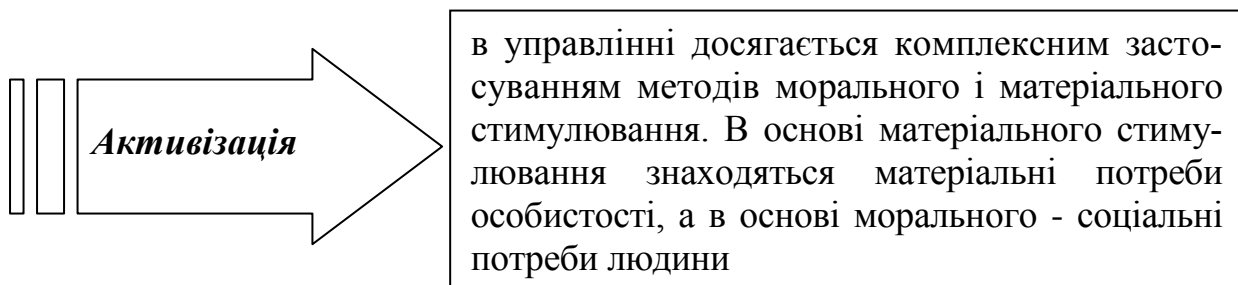 Активізація
в управлінні досягається комплексним засто-
суванням методів морального і матеріального
стимулювання. В основі матеріального стиму-
лювання знаходяться матеріальні потреби
особистості, а в основі морального - соціальні
потреби людини